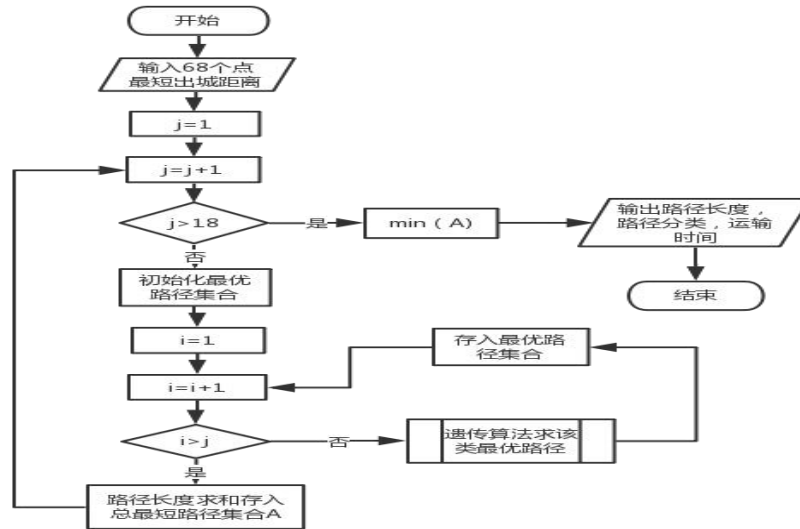 开始
输入68个点
最短出城距离
j=1
j=j+1
j>18
是
min（A）
输出路径长度，
路径分类，运输
时间
结束
否
初始化最优
路径集合
i=1
i=i+1
存入最优路
径集合
i>j
否
遗传算法求该
类最优路径
是
路径长度求和存入
总最短路径集合A